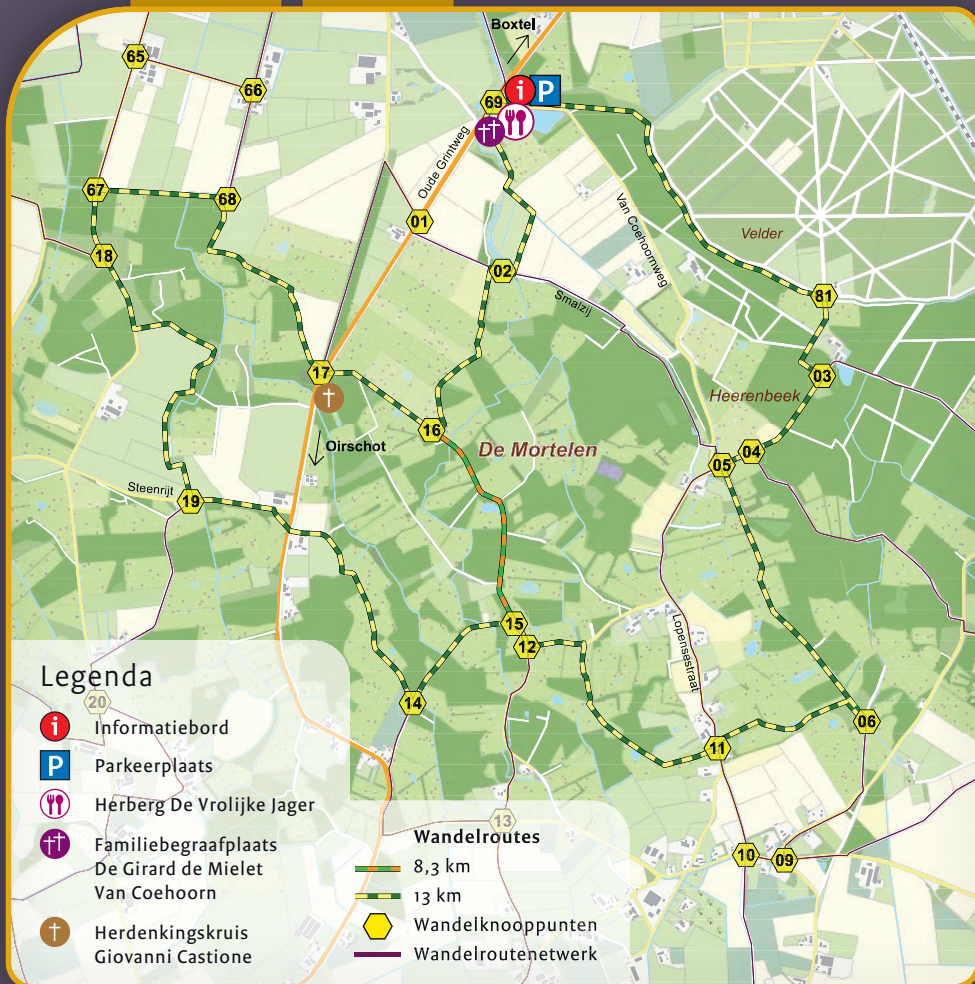 Boxtel
65
66
69
i P
Oude Grintweg
67
68
01
Van Coehoornweg
Velder
18
02
Smalzij
81
17
03
Heerenbeek
16
De Mortelen
Oirschot
04
05
Steenrijt
19
15
12
Lopensestraat
14
06
11
20
13
10
09
Legenda
i Informatiebord
P Parkeerplaats
Herberg De Vrolijke Jager
Familiebegraafplaats
De Girard de Mielet
Van Coehoorn
Herdenkingskruis
Giovanni Castione
Wandelroutes
8,3 km
13 km
Wandelknooppunten
Wandelroutenetwerk